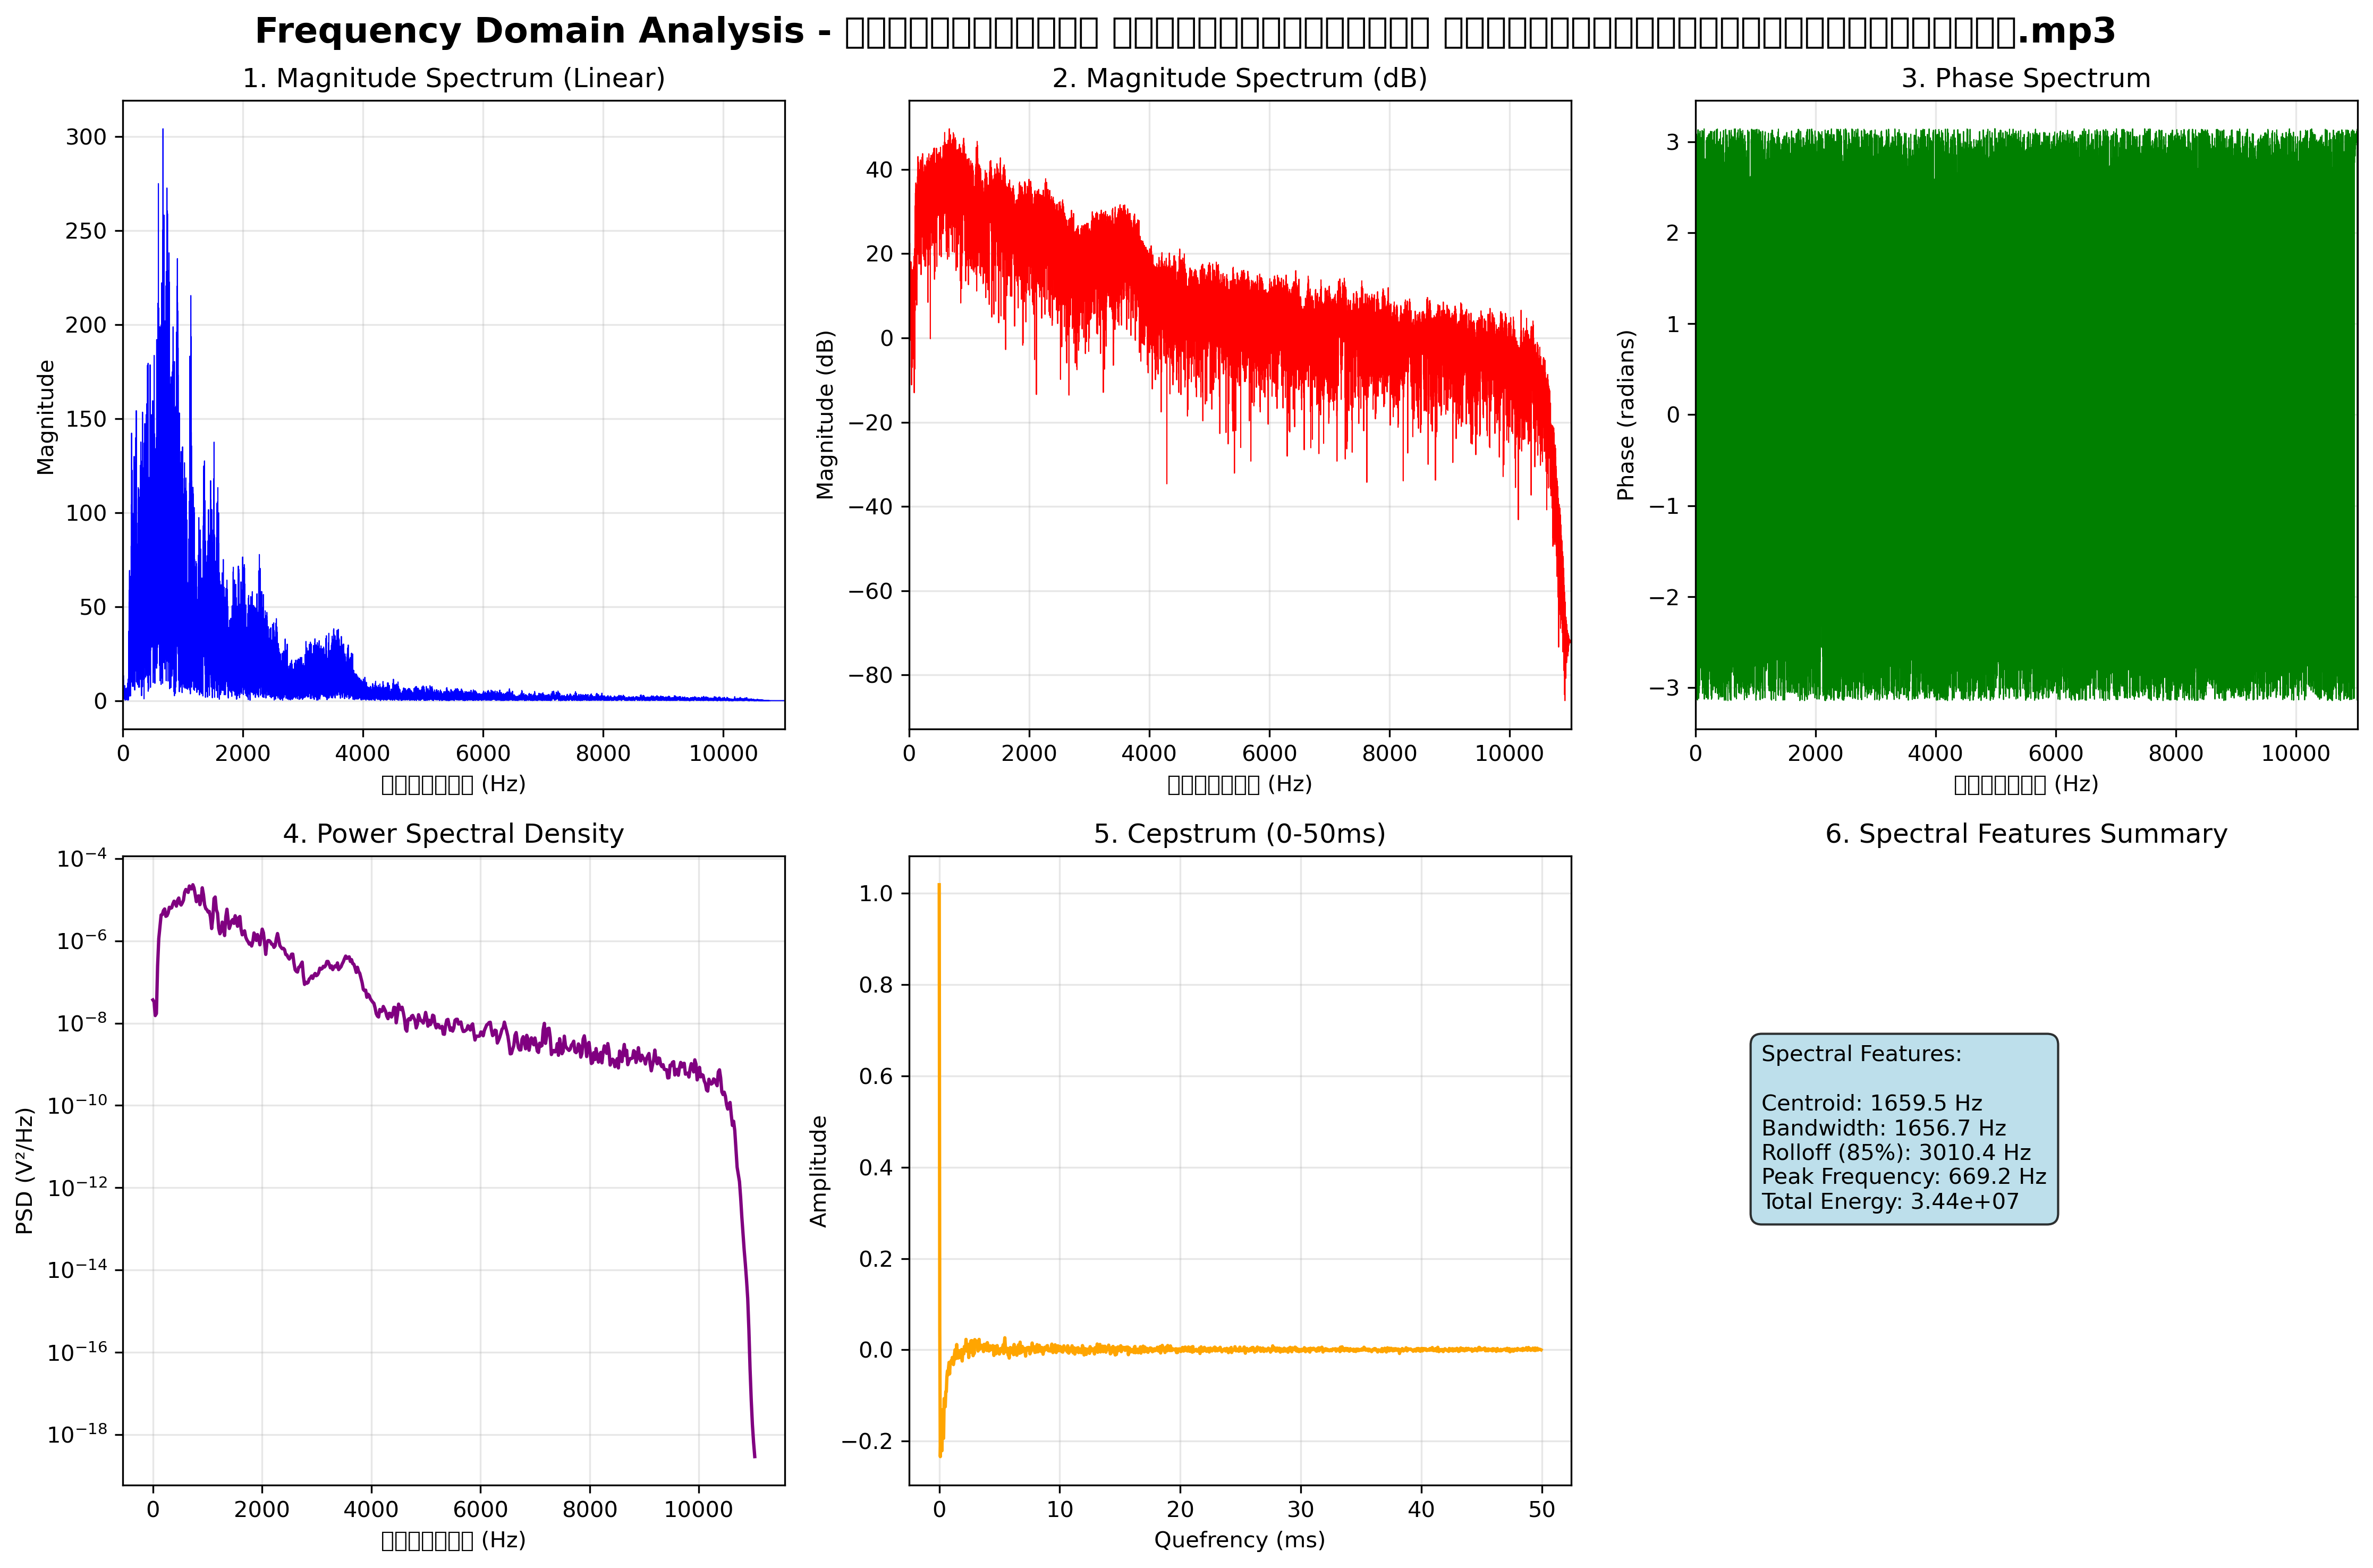 Frequency Domain Analysis - .mp3
1. Magnitude Spectrum (Linear)
300
250
200
150
100
50
0
Magnitude
0 2000 4000 6000 8000 10000
(Hz)
2. Magnitude Spectrum (dB)
40
20
0
−20
−40
−60
−80
Magnitude (dB)
0 2000 4000 6000 8000 10000
(Hz)
3. Phase Spectrum
3
2
1
0
−1
−2
−3
Phase (radians)
0 2000 4000 6000 8000 10000
(Hz)
4. Power Spectral Density
10⁻⁴
10⁻⁶
10⁻⁸
10⁻¹⁰
10⁻¹²
10⁻¹⁴
10⁻¹⁶
10⁻¹⁸
PSD (V²/Hz)
0 2000 4000 6000 8000 10000
(Hz)
5. Cepstrum (0-50ms)
1.0
0.8
0.6
0.4
0.2
0.0
−0.2
Amplitude
0 10 20 30 40 50
Quefrency (ms)
6. Spectral Features Summary
Spectral Features:
Centroid: 1659.5 Hz
Bandwidth: 1656.7 Hz
Rolloff (85%): 3010.4 Hz
Peak Frequency: 669.2 Hz
Total Energy: 3.44e+07